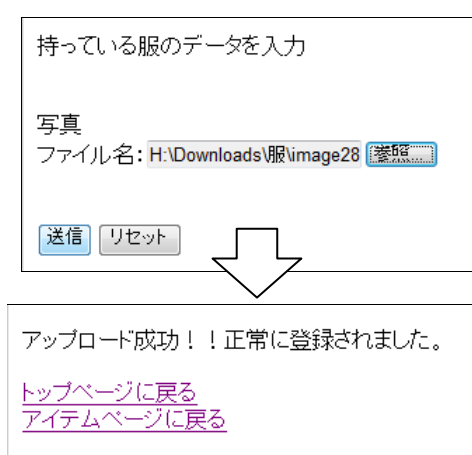 持っている服のデータを入力
写真
ファイル名: H:\Downloads\服\image28 参照...
送信 リセット
アップロード成功！！正常に登録されました。
トップページに戻る
アイテムページに戻る